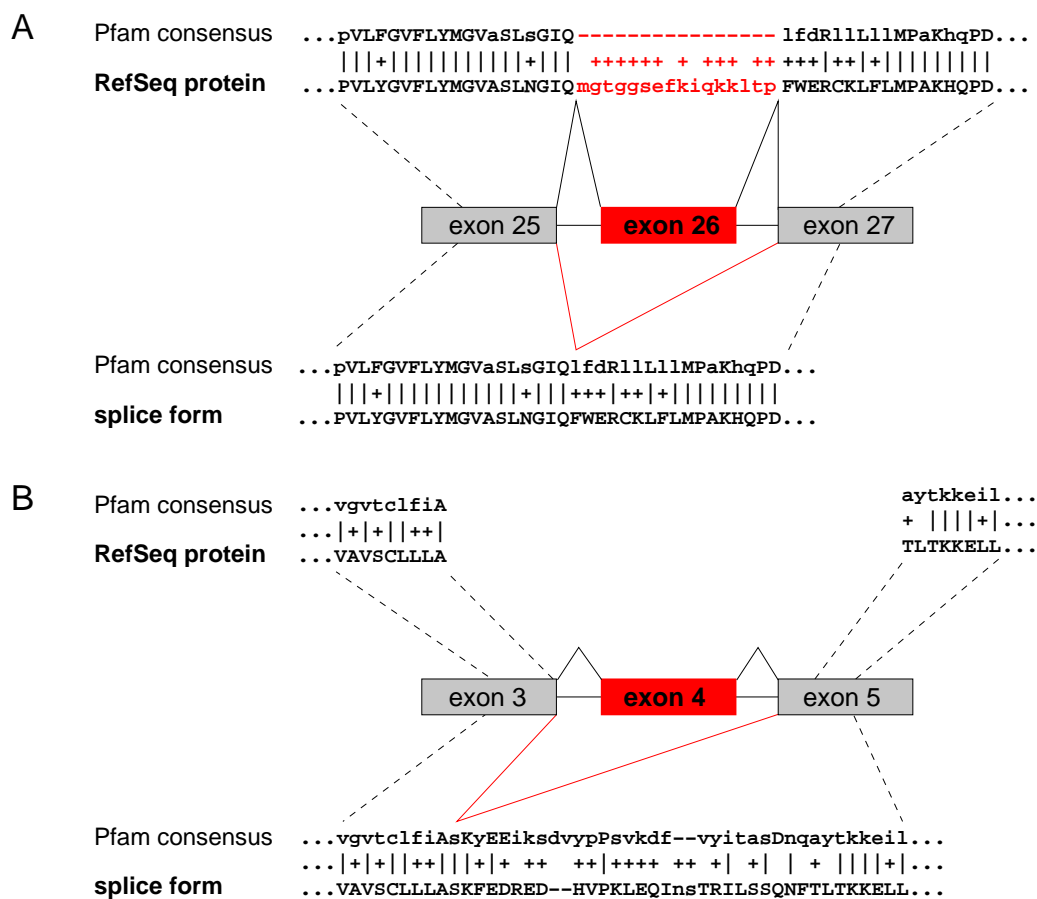 A
Pfam consensus ...pVLFGVFLYMGVaSLsGIQ---------------lfdRllLllMPaKhqPD...
|||+|||||||||||+||| ++++++ + +++ ++ +++|++|+|||||||||
RefSeq protein ...PVLYGVFLYMGVASLNGIQmgtggsefkiqkkltpFWERCKLFLMPAKHQPD...
exon 25 exon 26 exon 27
Pfam consensus ...pVLFGVFLYMGVaSLsGIQlfdRllLllMPaKhqPD...
|||+|||||||||||+|||+++|++|+|||||||||
splice form ...PVLYGVFLYMGVASLNGIQFWERCKLFLMPAKHQPD...
B
Pfam consensus ...vgvtclfiA aytkkeil...
...|+|+||++| + ||||+|...
RefSeq protein ...VAVSCLLLA TLTKKELL...
exon 3 exon 4 exon 5
Pfam consensus ...vgvtclfiAsKyEEiksdvypPsvkdf--vyitasDnqaytkkeil...
...|+|+||++|||+|+ ++ ++|++++ ++ +| +| | + ||||+|...
splice form ...VAVSCLLLASKFEDRED--HVPKLEQInsTRILSSQNFTLTKKELL...